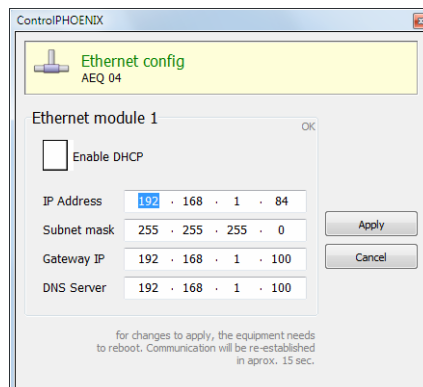 ControlPHOENIX
Ethernet config
AEQ 04
Ethernet module 1
OK
Enable DHCP
IP Address 192 . 168 . 1 . 84
Subnet mask 255 . 255 . 255 . 0
Apply
Gateway IP 192 . 168 . 1 . 100
Cancel
DNS Server 192 . 168 . 1 . 100
for changes to apply, the equipment needs
to reboot. Communication will be re-established
in aprox. 15 sec.